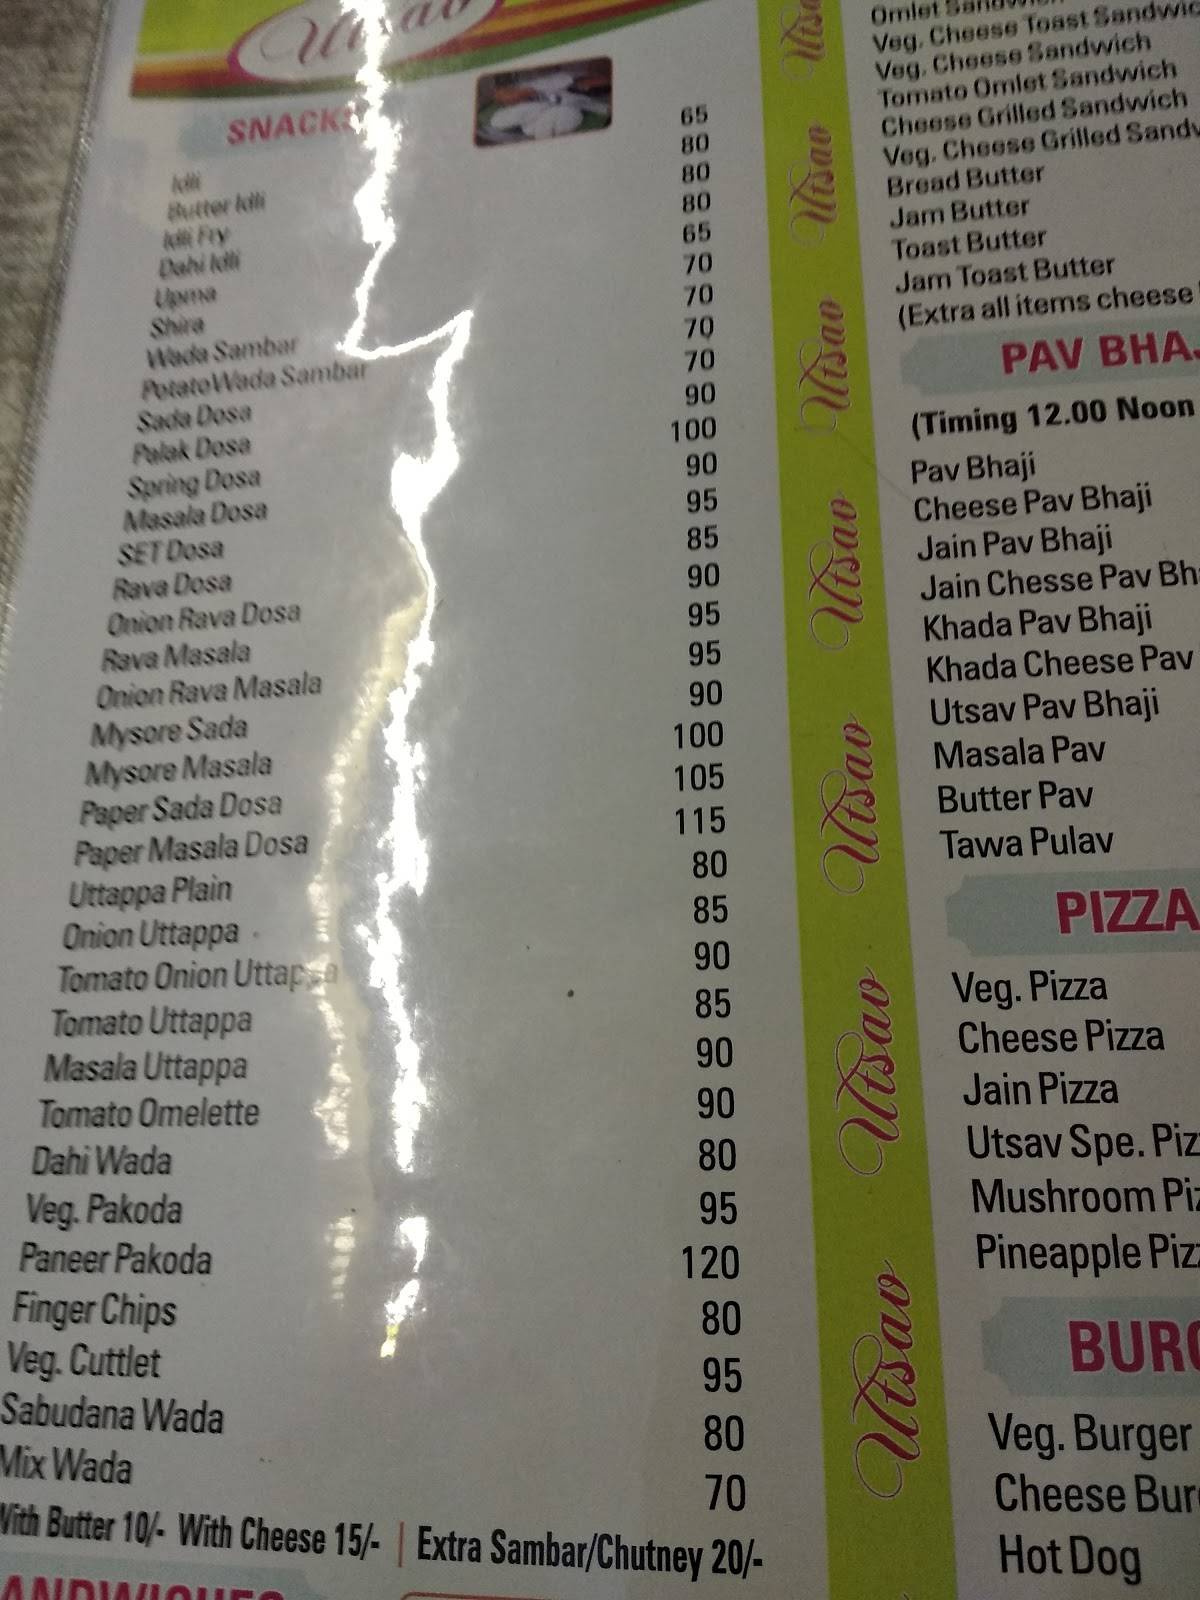 Utsav
SNACKS
Idli 65
Butter Idli 80
Idli Fry 80
Dahi Idli 80
Upma 65
Shira 70
Wada Sambar 70
PotatoWada Sambar 70
Sada Dosa 70
Palak Dosa 90
Spring Dosa 100
Masala Dosa 90
SET Dosa 95
Rava Dosa 85
Onion Rava Dosa 90
Rava Masala 95
Onion Rava Masala 95
Mysore Sada 90
Mysore Masala 100
Paper Sada Dosa 105
Paper Masala Dosa 115
Uttappa Plain 80
Onion Uttappa 85
Tomato Onion Uttappa 90
Tomato Uttappa 85
Masala Uttappa 90
Tomato Omelette 90
Dahi Wada 80
Veg. Pakoda 95
Paneer Pakoda 120
Finger Chips 80
Veg. Cuttlet 95
Sabudana Wada 80
Mix Wada 70
With Butter 10/- With Cheese 15/- | Extra Sambar/Chutney 20/-
Utsav
Utsav
Utsav
Utsav
Utsav
Utsav
Utsav
Omlet
Veg. Cheese Toast Sandwic
Veg. Cheese Sandwich
Tomato Omlet Sandwich
Cheese Grilled Sandwich
Veg. Cheese Grilled Sandw
Bread Butter
Jam Butter
Toast Butter
Jam Toast Butter
(Extra all items cheese
PAV BHAJ
(Timing 12.00 Noon
Pav Bhaji
Cheese Pav Bhaji
Jain Pav Bhaji
Jain Chesse Pav Bha
Khada Pav Bhaji
Khada Cheese Pav
Utsav Pav Bhaji
Masala Pav
Butter Pav
Tawa Pulav
PIZZA
Veg. Pizza
Cheese Pizza
Jain Pizza
Utsav Spe. Piz
Mushroom Piz
Pineapple Piz
BURG
Veg. Burger
Cheese Bur
Hot Dog